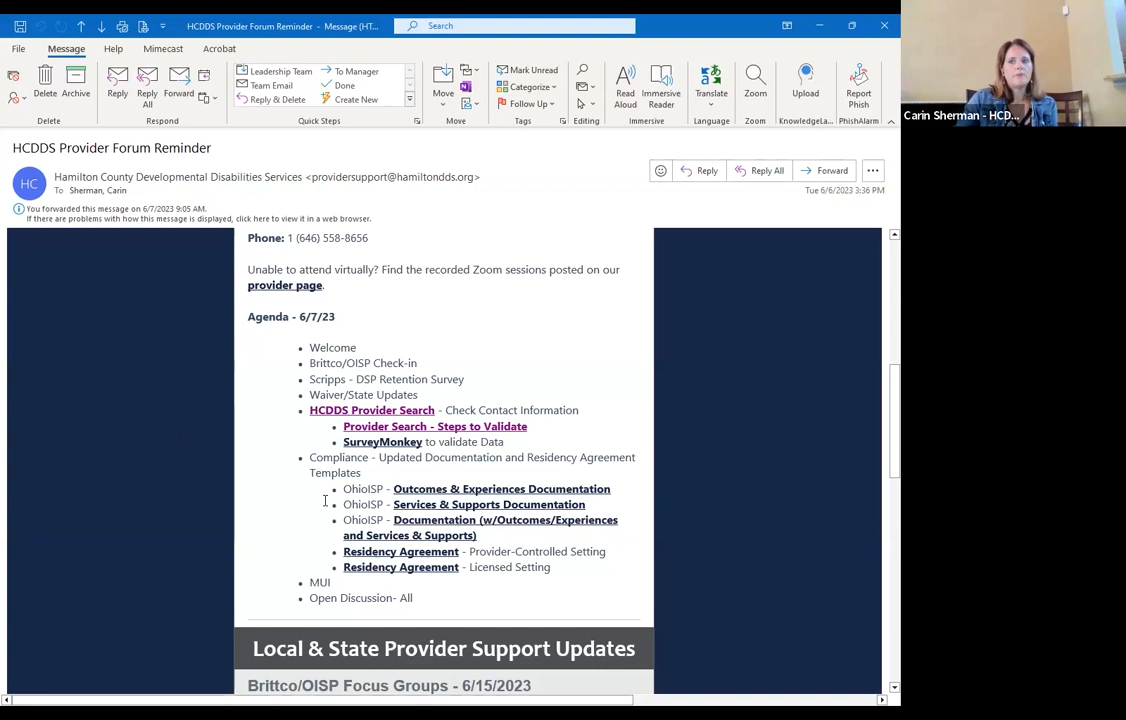 HCDDS Provider Forum Reminder - Message (HT...
Search
File Message Help Mimecast Acrobat
Delete Archive
Reply Reply All Forward
Leadership Team To Manager
Team Email Done
Reply & Delete Create New
Move
Mark Unread
Categorize
Follow Up
Editing
Read Aloud Immersive Reader
Translate
Zoom
Upload
Report Phish
Delete Respond Quick Steps Move Tags Editing Immersive Language Zoom KnowledgeLa... PhishAlarm
Carin Sherman - HCD...
HCDDS Provider Forum Reminder
HC
Hamilton County Developmental Disabilities Services <providersupport@hamiltondds.org>
To Sherman, Carin
Reply Reply All Forward
Tue 6/6/2023 3:36 PM
You forwarded this message on 6/7/2023 9:05 AM.
If there are problems with how this message is displayed, click here to view it in a web browser.
Phone: 1 (646) 558-8656
Unable to attend virtually? Find the recorded Zoom sessions posted on our
provider page.
Agenda - 6/7/23
Welcome
Brittco/OISP Check-in
Scripps - DSP Retention Survey
Waiver/State Updates
HCDDS Provider Search - Check Contact Information
Provider Search - Steps to Validate
SurveyMonkey to validate Data
Compliance - Updated Documentation and Residency Agreement
Templates
OhioISP - Outcomes & Experiences Documentation
OhioISP - Services & Supports Documentation
OhioISP - Documentation (w/Outcomes/Experiences
and Services & Supports)
Residency Agreement - Provider-Controlled Setting
Residency Agreement - Licensed Setting
MUI
Open Discussion- All
Local & State Provider Support Updates
Brittco/OISP Focus Groups - 6/15/2023